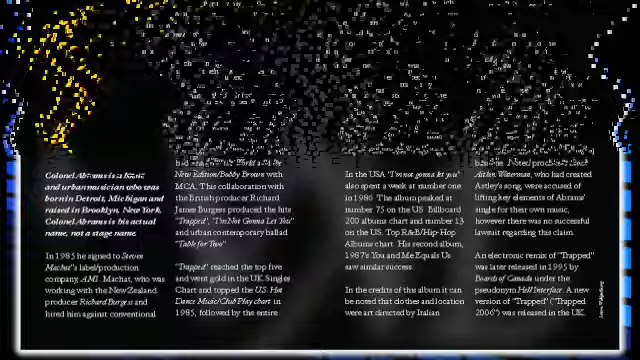 Colonel Abrams is a
and urban musician who was
born in Detroit, Michigan and
raised in Brooklyn, New York.
Colonel Abrams is his actual
name, not a stage name.
In 1985 he signed to Steven
Machat's label/production
company, AMI. Machat, who was
working with the New Zealand
producer Richard Burgess and
hired him against conventional
New Edition/Bobby Brown with
MCA. This collaboration with
the British producer Richard
James Burgess produced the hits
"Trapped", "I'm Not Gonna Let You"
and urban contemporary ballad
"Table for Two"
"Trapped" reached the top five
and went gold in the UK Singles
Chart and topped the US. Hot
Dance Music/Club Play chart in
1985, followed by the entire
In the USA "I'm not gonna let you"
also spent a week at number one
in 1986. The album peaked at
number 75 on the US Billboard
200 albums chart and number 13
on the US. Top R&B/Hip-Hop
Albums chart. His second album,
1987's You and Me Equals Us
saw similar success.
In the credits of this album it can
be noted that clothes and location
were art directed by Italian
Aitken Waterman, who had created
Astley's song, were accused of
lifting key elements of Abrams'
single for their own music,
however there was no successful
lawsuit regarding this claim.
An electronic remix of "Trapped"
was later released in 1995 by
Boards of Canada under the
pseudonym Hell Interface. A new
version of "Trapped" ("Trapped
2006") was released in the UK.